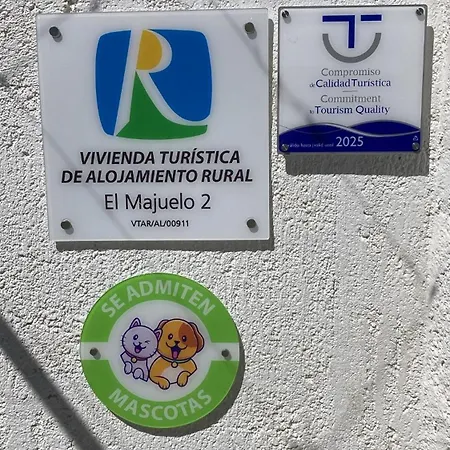 R
VIVIENDA TURÍSTICA
DE ALOJAMIENTO RURAL
El Majuelo 2
VTAR/AL/00911
Compromiso
de Calidad Turística
Commitment
to Tourism Quality
2025
SE ADMITEN
MASCOTAS